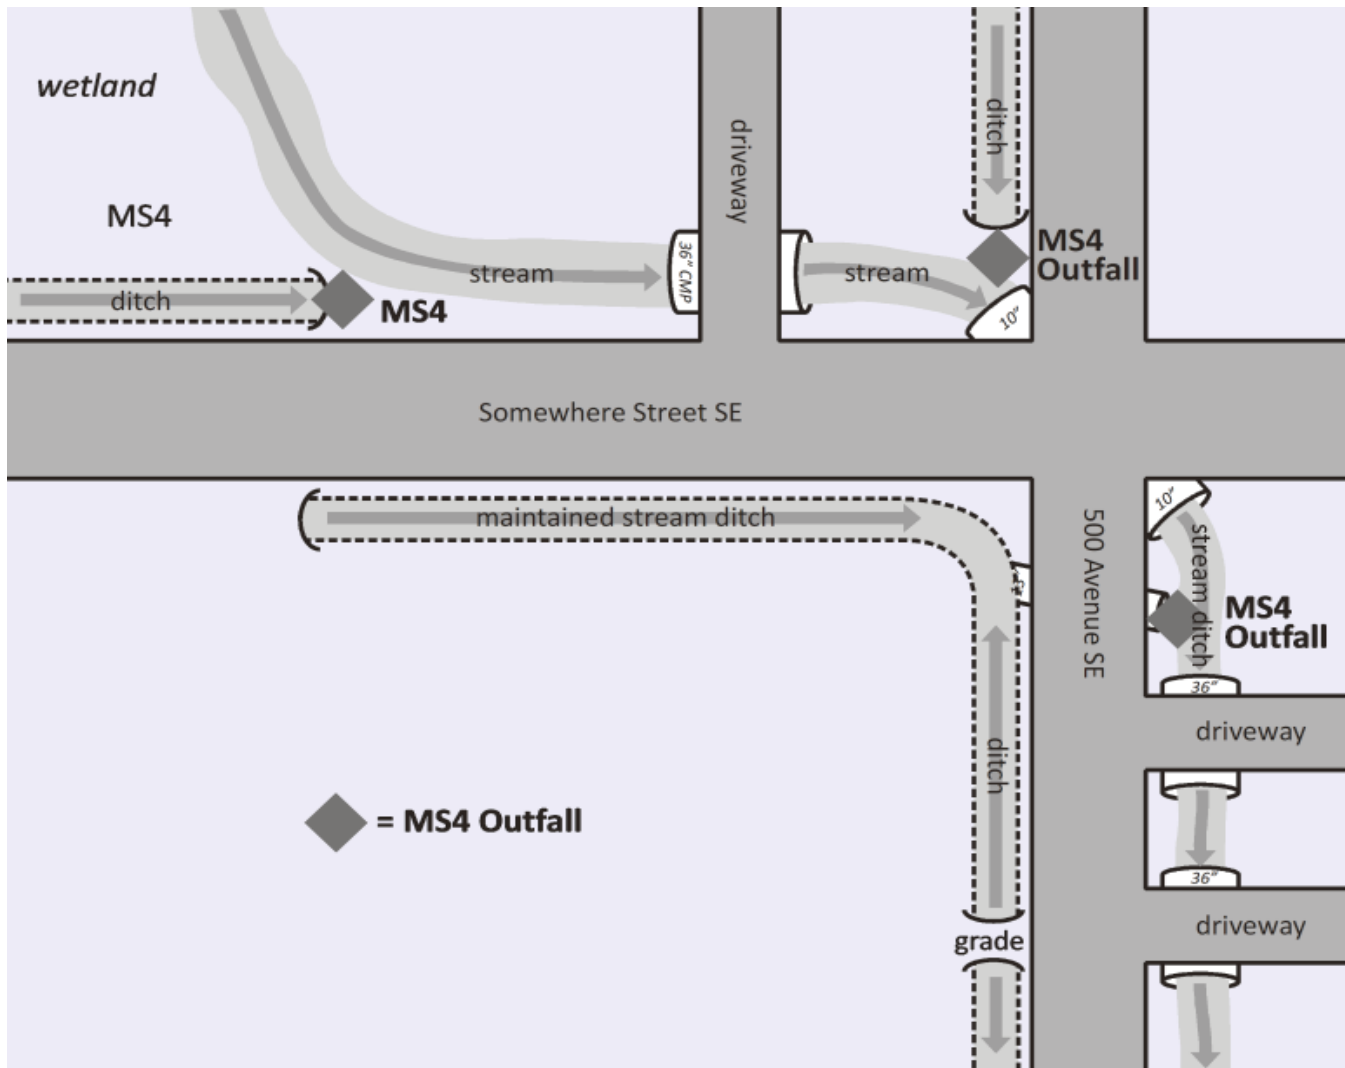 wetland
MS4
ditch
MS4
stream
36" CMP
driveway
stream
ditch
MS4
Outfall
10"
Somewhere Street SE
maintained stream ditch
500 Avenue SE
10"
stream ditch
MS4
Outfall
36"
driveway
ditch
= MS4 Outfall
36"
driveway
grade